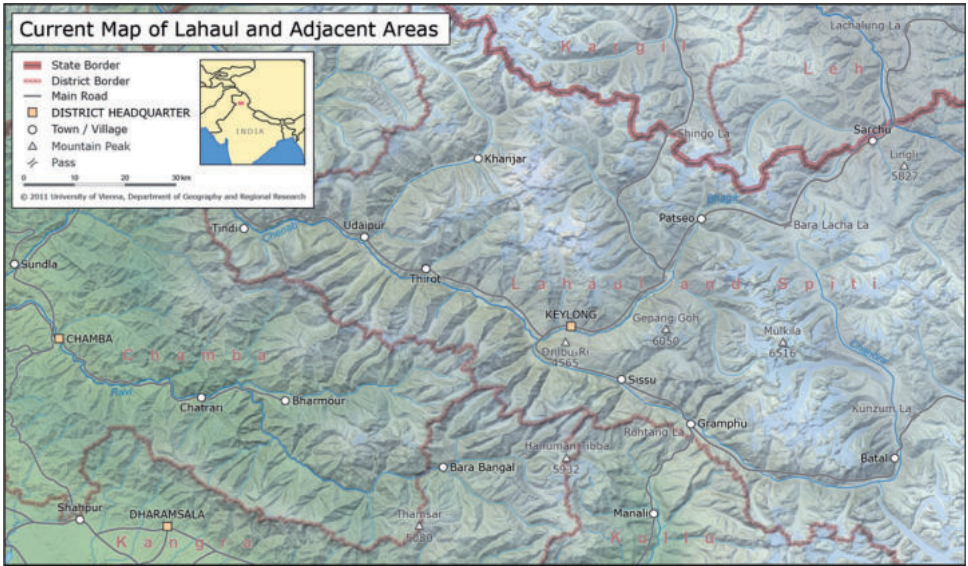 Current Map of Lahaul and Adjacent Areas
State Border
District Border
Main Road
DISTRICT HEADQUARTER
Town / Village
Mountain Peak
Pass
0 10 20 30 km
© 2011 University of Vienna, Department of Geography and Regional Research
INDIA
Kargil
Lachalung La
Leh
Shingo La
Sarchu
Lingli
5827
Khanjar
Bhaga
Patseo
Bara Lacha La
Tindi
Chenab
Udaipur
Sundla
Thirot
Lahaul and Spiti
KEYLONG
Gepang Goh
6050
Mulkila
6516
Drilbu Ri
4565
CHAMBA
Chamba
Chandra
Sissu
Ravi
Chatrari
Bharmour
Kunzum La
Gramphu
Rohtang La
Hanuman Tibba
5932
Batal
Bara Bangal
Shahpur
DHARAMSALA
Thamsar
5080
Manali
Kangra
Kullu